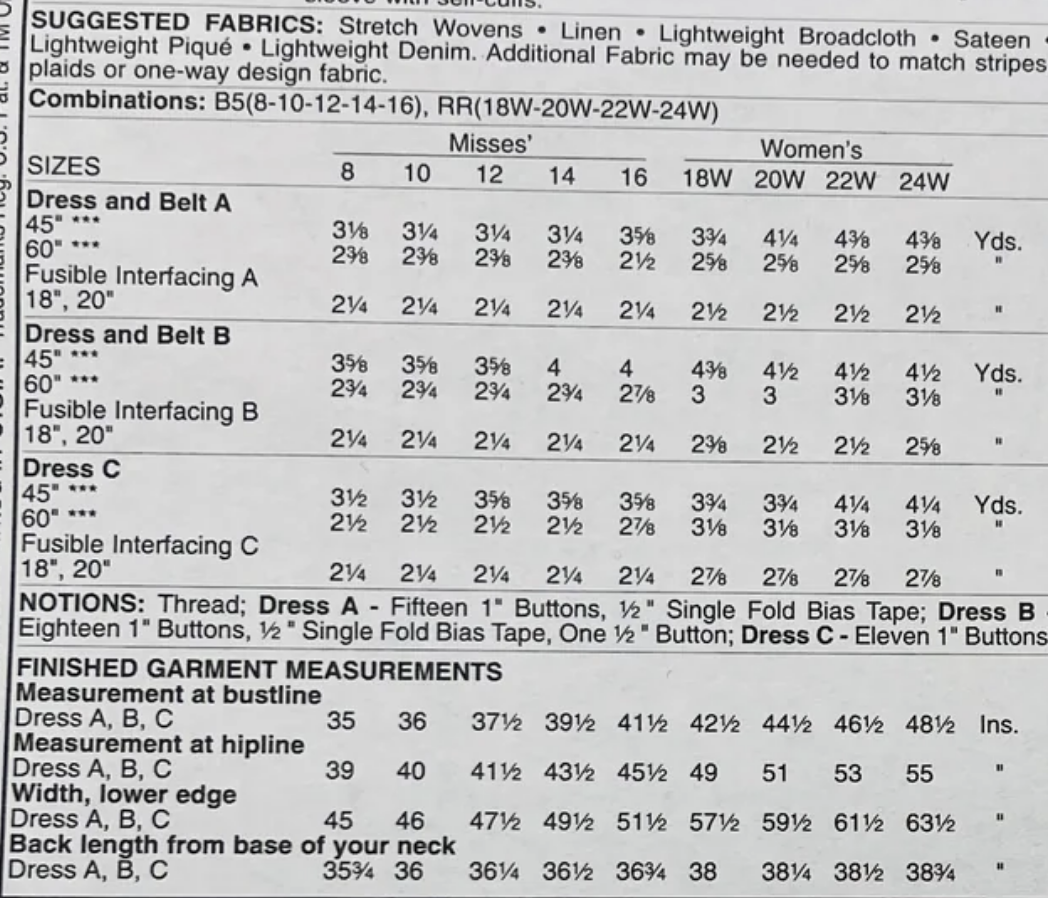 SUGGESTED FABRICS: Stretch Wovens • Linen • Lightweight Broadcloth • Sateen •
Lightweight Piqué • Lightweight Denim. Additional Fabric may be needed to match stripes
plaids or one-way design fabric.
Combinations: B5(8-10-12-14-16), RR(18W-20W-22W-24W)
Misses' Women's
SIZES 8 10 12 14 16 18W 20W 22W 24W
Dress and Belt A
45" *** 3⅛ 3¼ 3¼ 3¼ 3⅝ 3¾ 4¼ 4⅜ 4⅜ Yds.
60" *** 2⅜ 2⅜ 2⅜ 2⅜ 2½ 2⅝ 2⅝ 2⅝ 2⅝ "
Fusible Interfacing A
18", 20" 2¼ 2¼ 2¼ 2¼ 2¼ 2½ 2½ 2½ 2½ "
Dress and Belt B
45" *** 3⅝ 3⅝ 3⅝ 4 4 4⅜ 4½ 4½ 4½ Yds.
60" *** 2¾ 2¾ 2¾ 2¾ 2⅞ 3 3 3⅛ 3⅛ "
Fusible Interfacing B
18", 20" 2¼ 2¼ 2¼ 2¼ 2¼ 2⅜ 2½ 2½ 2⅝ "
Dress C
45" *** 3½ 3½ 3⅝ 3⅝ 3⅝ 3¾ 3¾ 4¼ 4¼ Yds.
60" *** 2½ 2½ 2½ 2½ 2⅞ 3⅛ 3⅛ 3⅛ 3⅛ "
Fusible Interfacing C
18", 20" 2¼ 2¼ 2¼ 2¼ 2¼ 2⅞ 2⅞ 2⅞ 2⅞ "
NOTIONS: Thread; Dress A - Fifteen 1" Buttons, ½" Single Fold Bias Tape; Dress B -
Eighteen 1" Buttons, ½" Single Fold Bias Tape, One ½" Button; Dress C - Eleven 1" Buttons
FINISHED GARMENT MEASUREMENTS
Measurement at bustline
Dress A, B, C 35 36 37½ 39½ 41½ 42½ 44½ 46½ 48½ Ins.
Measurement at hipline
Dress A, B, C 39 40 41½ 43½ 45½ 49 51 53 55 "
Width, lower edge
Dress A, B, C 45 46 47½ 49½ 51½ 57½ 59½ 61½ 63½ "
Back length from base of your neck
Dress A, B, C 35¾ 36 36¼ 36½ 36¾ 38 38¼ 38½ 38¾ "